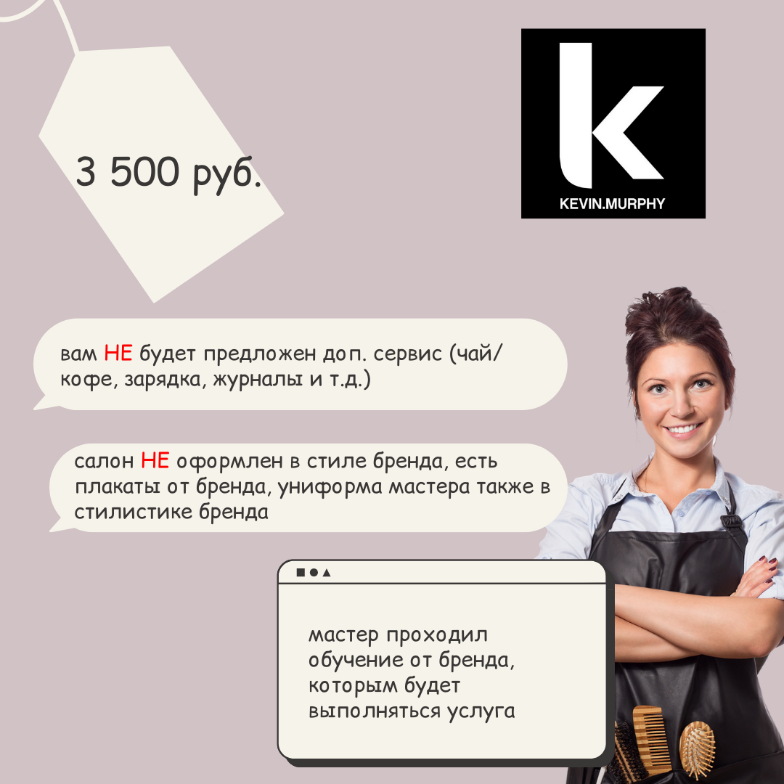 3 500 руб.
k
KEVIN.MURPHY
вам НЕ будет предложен доп. сервис (чай/
кофе, зарядка, журналы и т.д.)
салон НЕ оформлен в стиле бренда, есть
плакаты от бренда, униформа мастера также в
стилистике бренда
мастер проходил
обучение от бренда,
которым будет
выполняться услуга